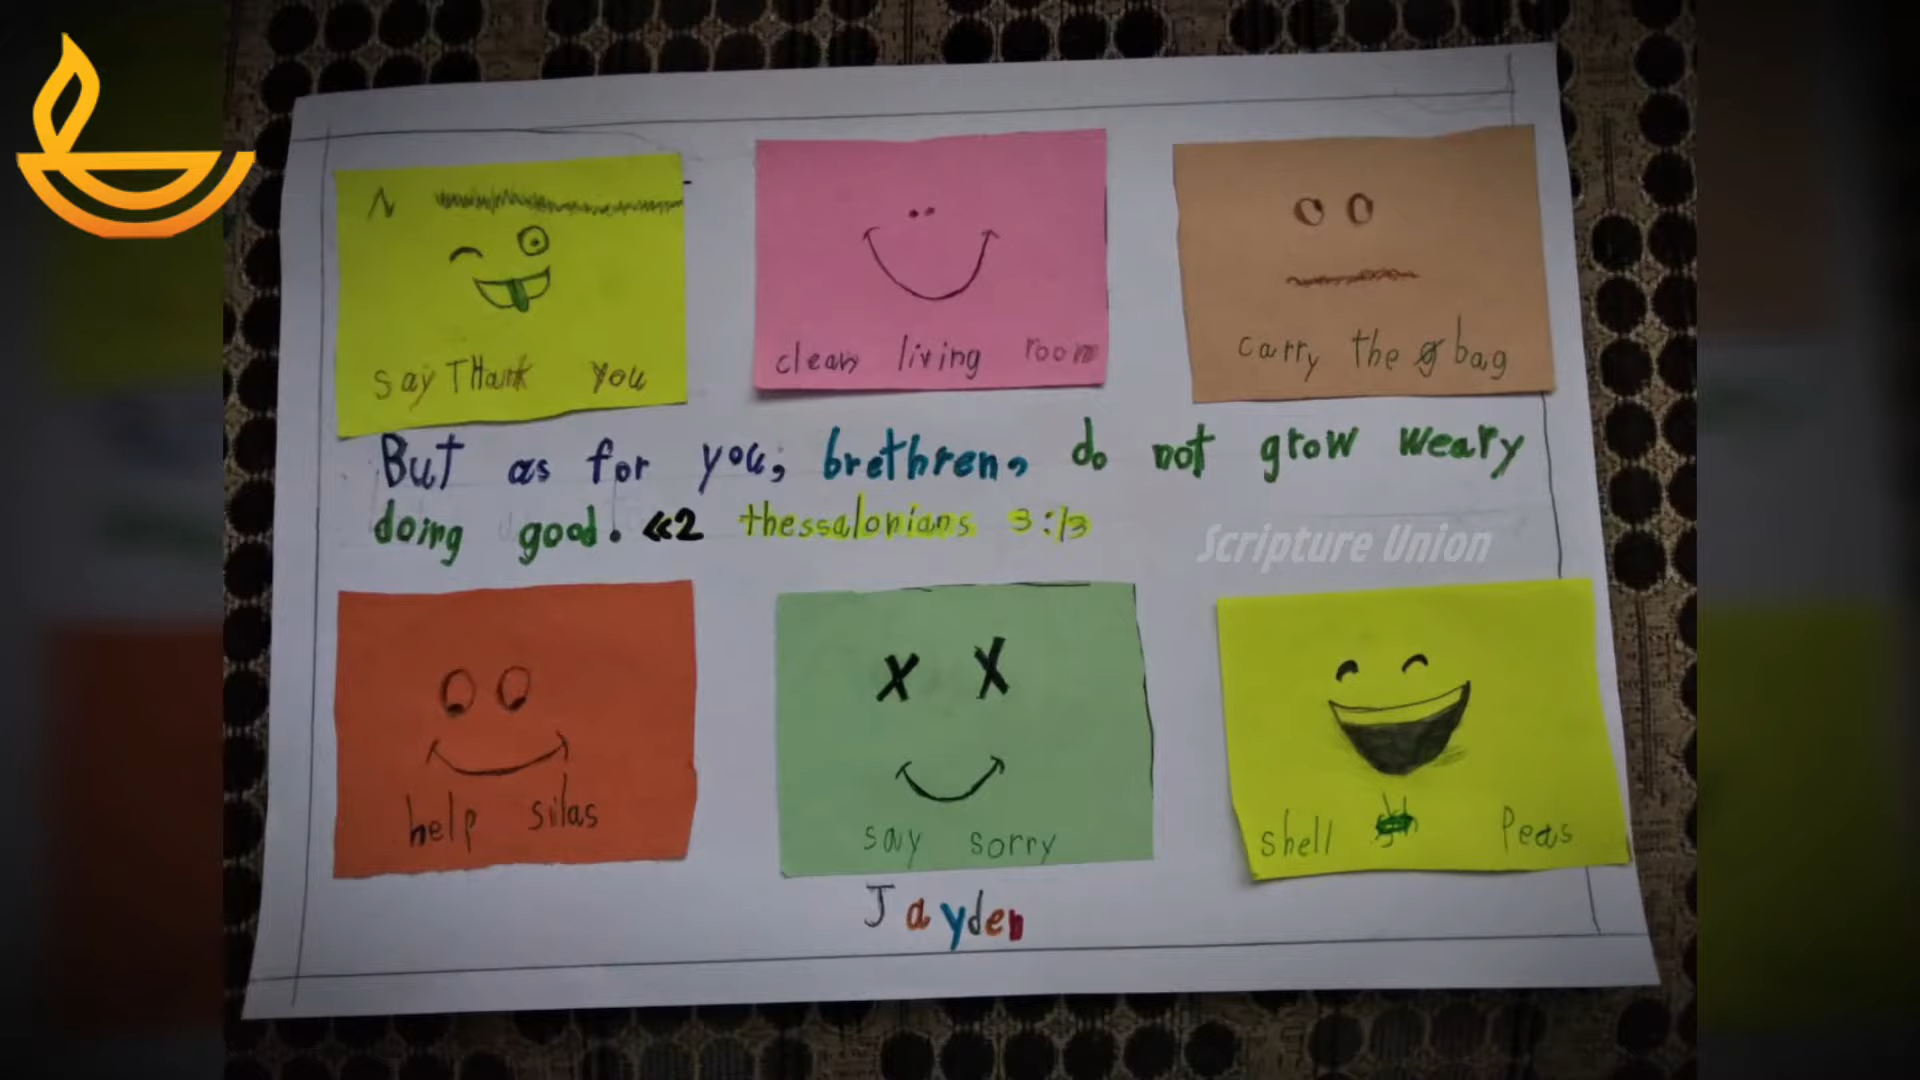 say THank you
clean living room
carry the bag
But as for you, brethren, do not grow weary
doing good. «2 thessalonians 3:13
Scripture Union
help silas
say sorry
shell Peas
Jayden